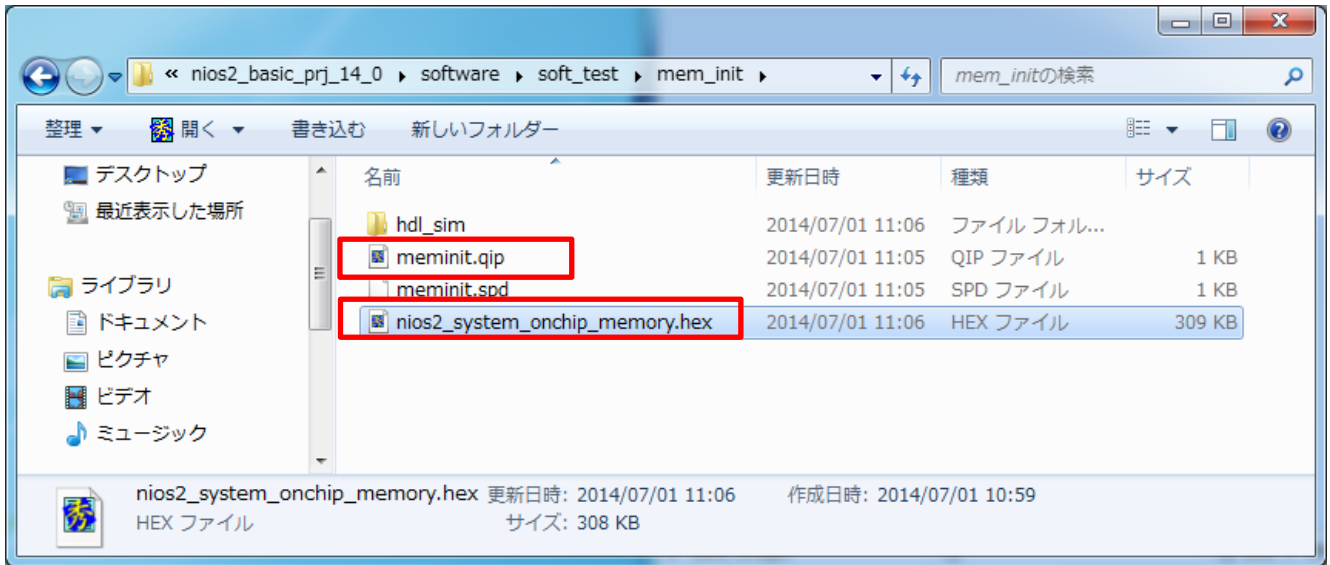 « nios2_basic_prj_14_0 ▸ software ▸ soft_test ▸ mem_init ▸ mem_initの検索
整理 ▼ 開く ▼ 書き込む 新しいフォルダー
デスクトップ
最近表示した場所
ライブラリ
ドキュメント
ピクチャ
ビデオ
ミュージック
名前 更新日時 種類 サイズ
hdl_sim 2014/07/01 11:06 ファイル フォル...
meminit.qip 2014/07/01 11:05 QIP ファイル 1 KB
meminit.spd 2014/07/01 11:05 SPD ファイル 1 KB
nios2_system_onchip_memory.hex 2014/07/01 11:06 HEX ファイル 309 KB
nios2_system_onchip_memory.hex 更新日時: 2014/07/01 11:06 作成日時: 2014/07/01 10:59
HEX ファイル サイズ: 308 KB